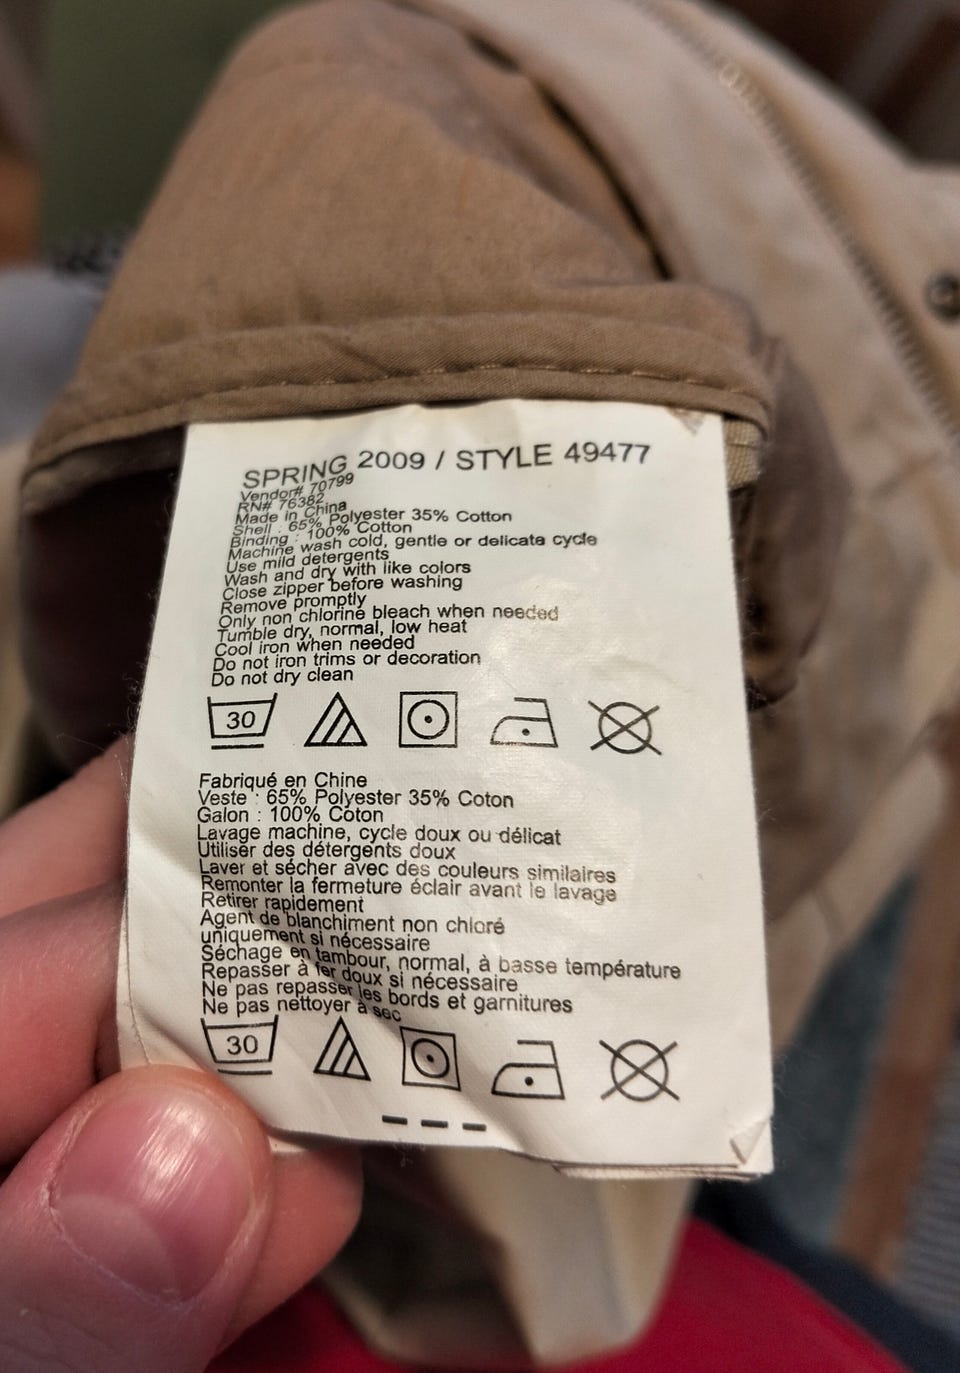 SPRING 2009 / STYLE 49477
Vendor# 70799
RN# 76382
Made in China
Shell : 65% Polyester 35% Cotton
Binding : 100% Cotton
Machine wash cold, gentle or delicate cycle
Use mild detergents
Wash and dry with like colors
Close zipper before washing
Remove promptly
Only non chlorine bleach when needed
Tumble dry, normal, low heat
Cool iron when needed
Do not iron trims or decoration
Do not dry clean
30
Fabriqué en Chine
Veste : 65% Polyester 35% Coton
Galon : 100% Coton
Lavage machine, cycle doux ou délicat
Utiliser des détergents doux
Laver et sécher avec des couleurs similaires
Remonter la fermeture éclair avant le lavage
Retirer rapidement
Agent de blanchiment non chloré
uniquement si nécessaire
Séchage en tambour, normal, à basse température
Repasser à fer doux si nécessaire
Ne pas repasser les bords et garnitures
Ne pas nettoyer à sec
30